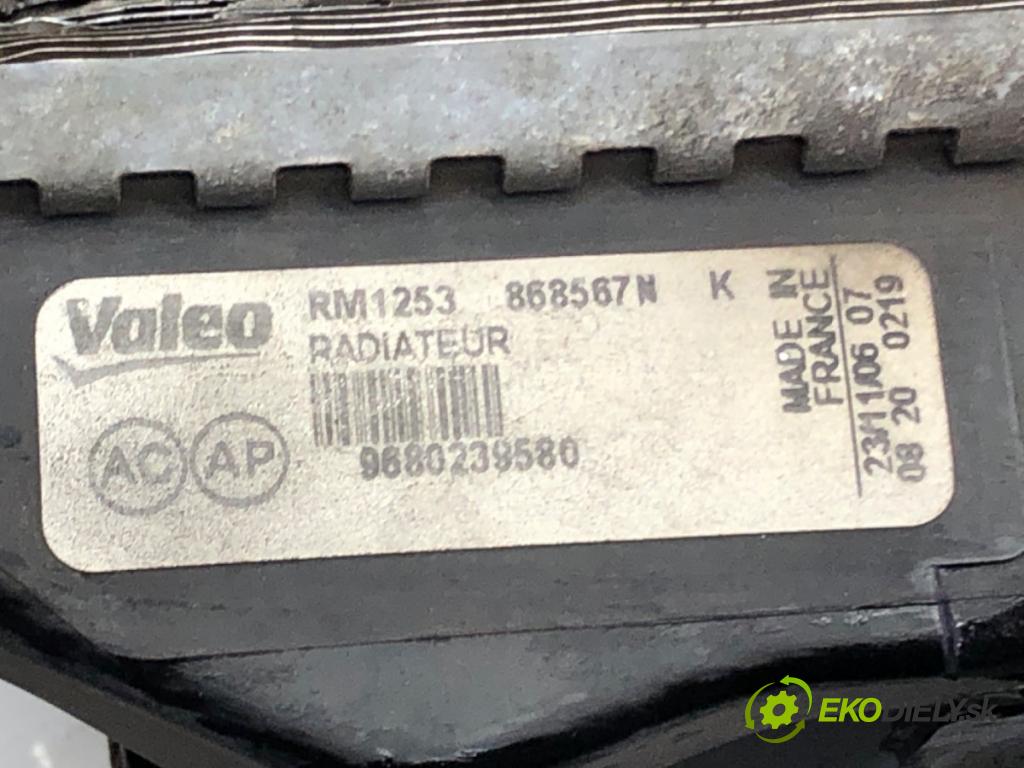 Valeo
RM1253 868567N K
RADIATEUR
9680239580
AC AP
MADE IN
FRANCE
23/11/06 07
08 20 0219
EKODIELY.sk